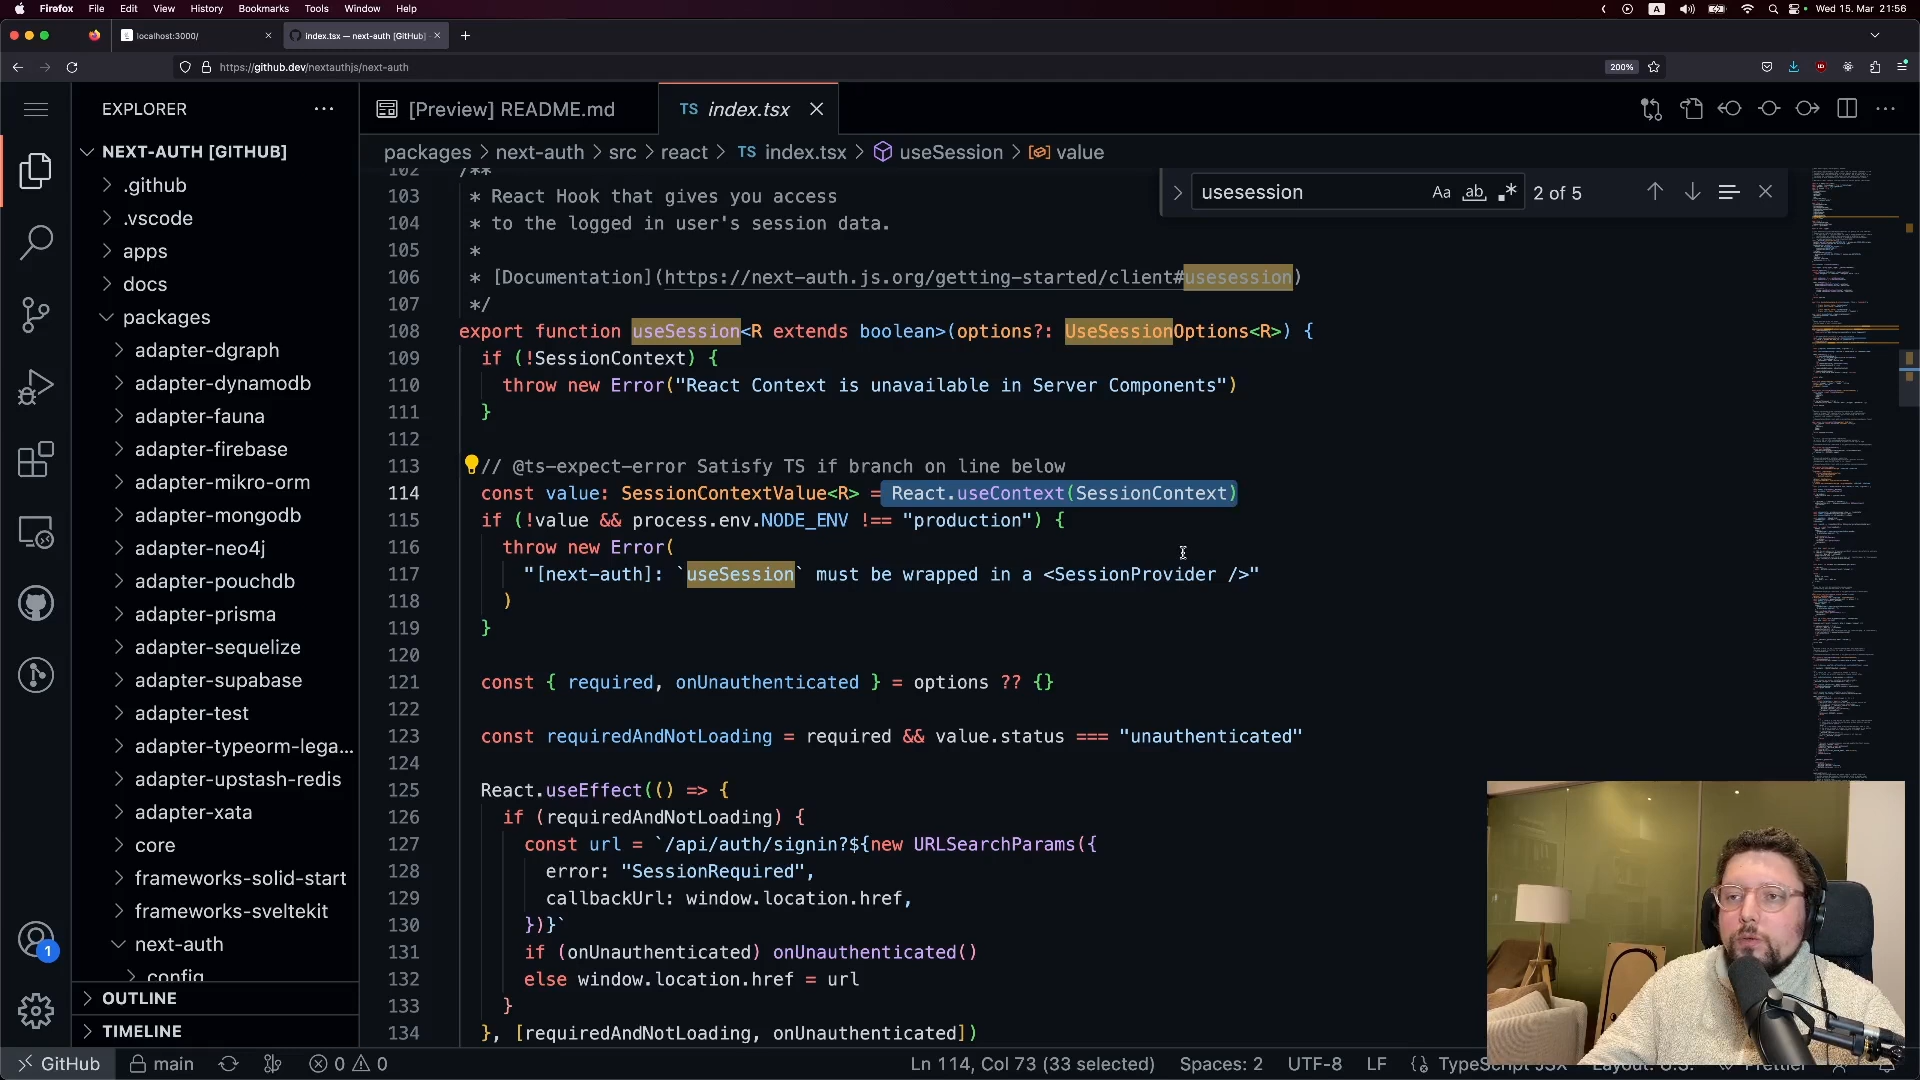 Firefox File Edit View History Bookmarks Tools Window Help
A
Wed 15. Mar 21:56
localhost:3000/
index.tsx — next-auth [GitHub]
https://github.dev/nextauthjs/next-auth
200%
EXPLORER
[Preview] README.md
TS index.tsx
NEXT-AUTH [GITHUB]
packages > next-auth > src > react > TS index.tsx > useSession > value
.github
.vscode
apps
docs
packages
adapter-dgraph
adapter-dynamodb
adapter-fauna
adapter-firebase
adapter-mikro-orm
adapter-mongodb
adapter-neo4j
adapter-pouchdb
adapter-prisma
adapter-sequelize
adapter-supabase
adapter-test
adapter-typeorm-lega...
adapter-upstash-redis
adapter-xata
core
frameworks-solid-start
frameworks-sveltekit
next-auth
config
OUTLINE
TIMELINE
1
usesession
Aa ab .*
2 of 5
102 /**
103 * React Hook that gives you access
104 * to the logged in user's session data.
105 *
106 * [Documentation](https://next-auth.js.org/getting-started/client#usesession)
107 */
108 export function useSession<R extends boolean>(options?: UseSessionOptions<R>) {
109 if (!SessionContext) {
110 throw new Error("React Context is unavailable in Server Components")
111 }
112
113 // @ts-expect-error Satisfy TS if branch on line below
114 const value: SessionContextValue<R> = React.useContext(SessionContext)
115 if (!value && process.env.NODE_ENV !== "production") {
116 throw new Error(
117 "[next-auth]: `useSession` must be wrapped in a <SessionProvider />"
118 )
119 }
120
121 const { required, onUnauthenticated } = options ?? {}
122
123 const requiredAndNotLoading = required && value.status === "unauthenticated"
124
125 React.useEffect(() => {
126 if (requiredAndNotLoading) {
127 const url = `/api/auth/signin?${new URLSearchParams({
128 error: "SessionRequired",
129 callbackUrl: window.location.href,
130 })}`
131 if (onUnauthenticated) onUnauthenticated()
132 else window.location.href = url
133 }
134 }, [requiredAndNotLoading, onUnauthenticated])
GitHub main 0 0
Ln 114, Col 73 (33 selected) Spaces: 2 UTF-8 LF {} TypeScript JSX Layout: U.S. Prettier